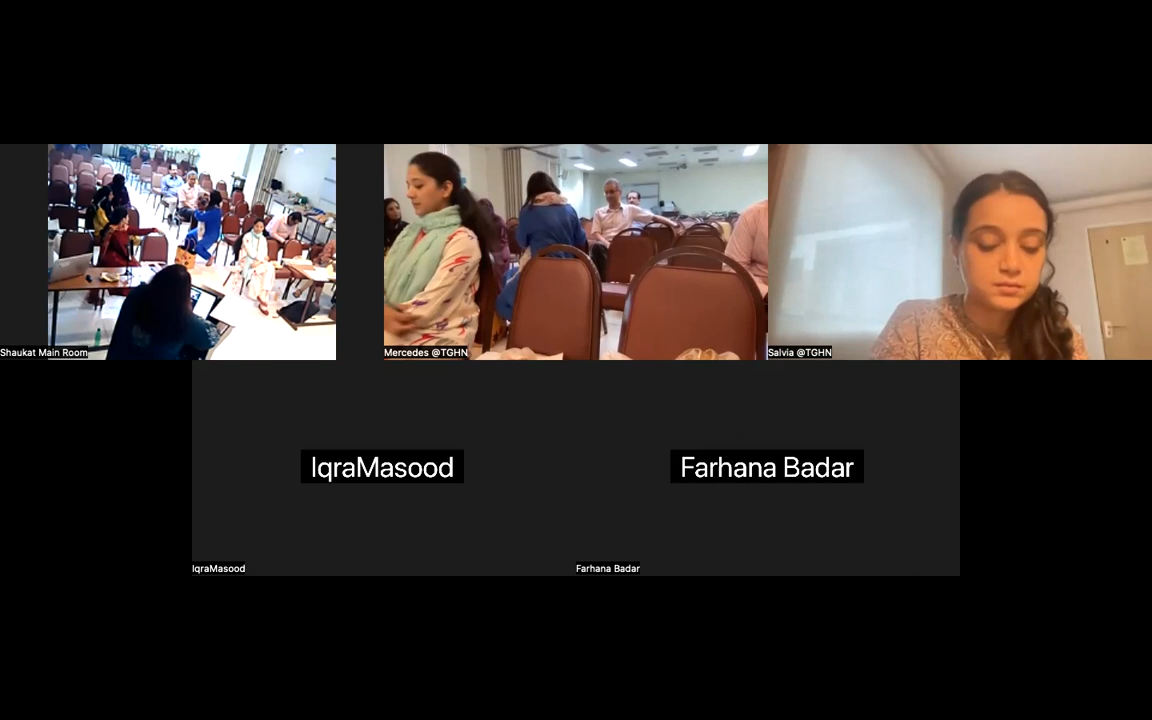 Shaukat Main Room
Mercedes @TGHN
Salvia @TGHN
IqraMasood
Farhana Badar
IqraMasood
Farhana Badar